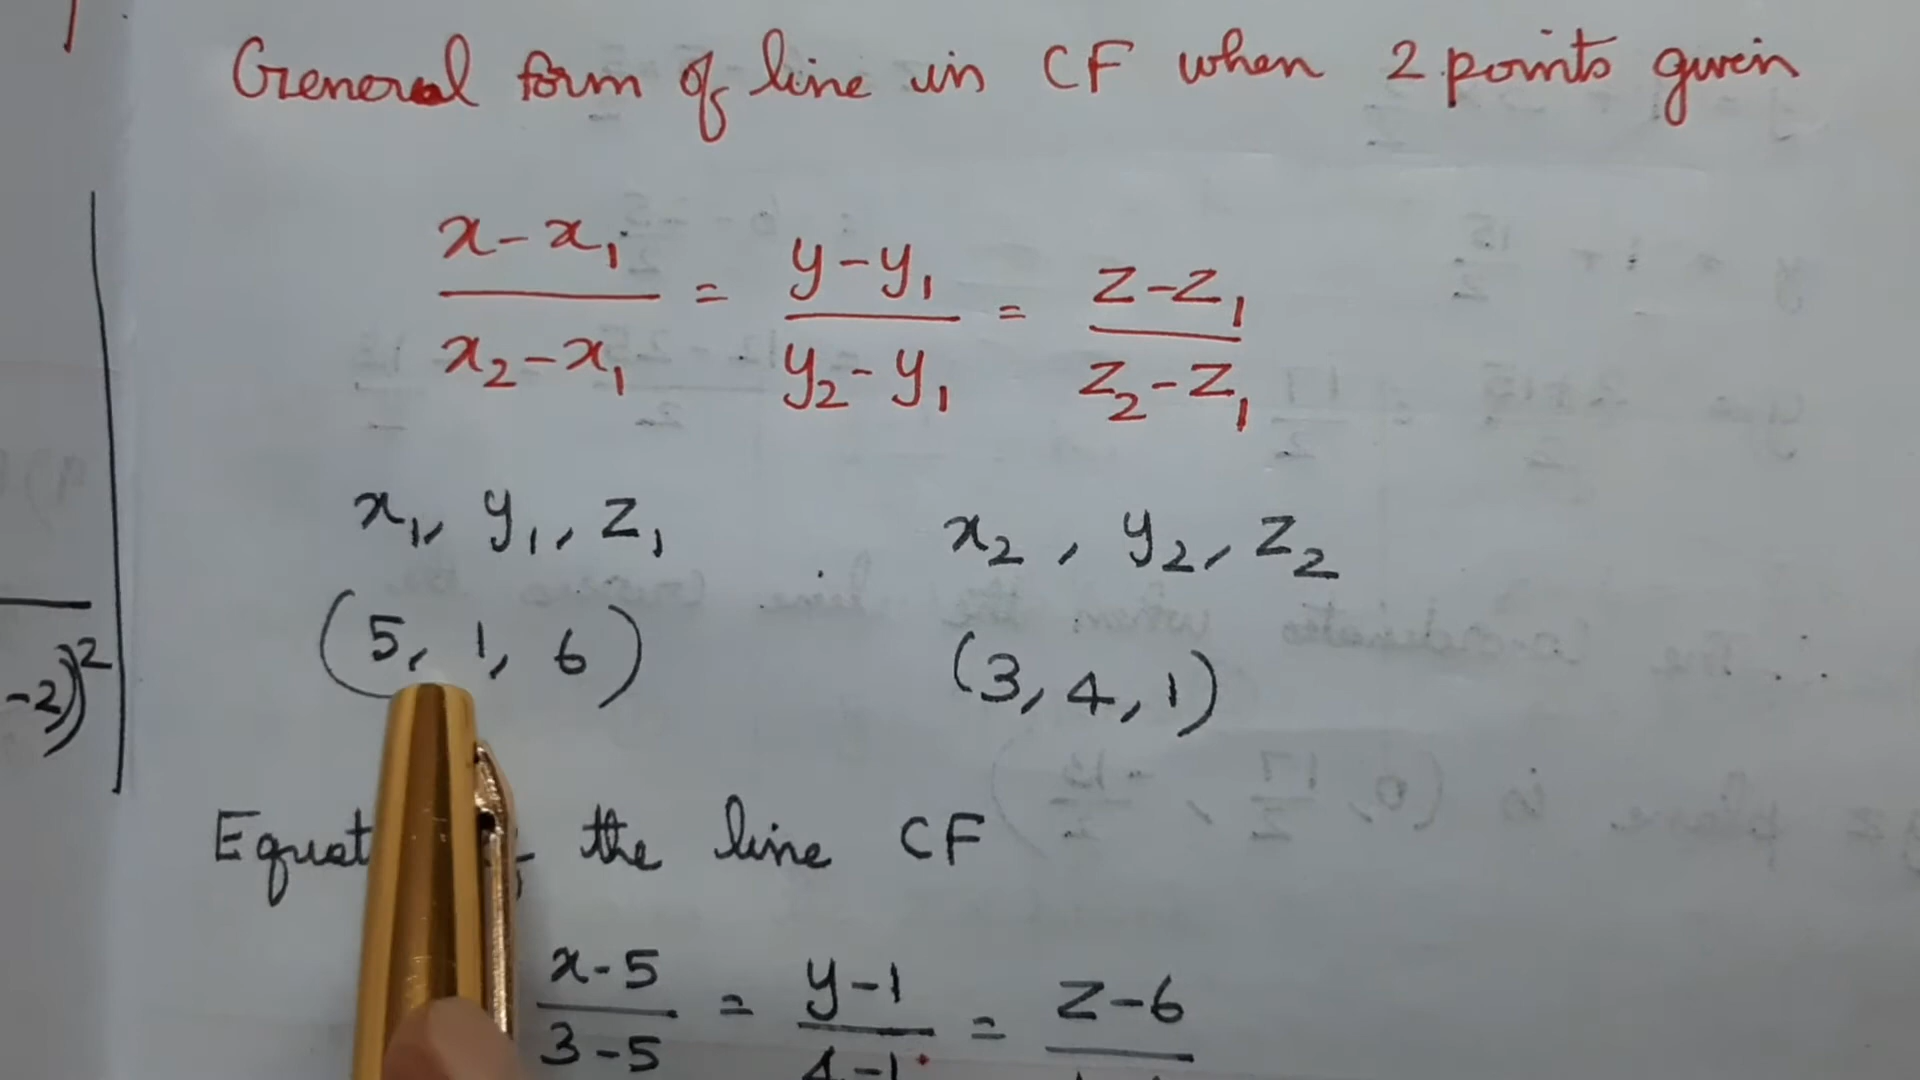 General form of line in CF when 2 points given
x-x₁ / x₂-x₁ = y-y₁ / y₂-y₁ = z-z₁ / z₂-z₁
x₁, y₁, z₁ x₂, y₂, z₂
(5, 1, 6) (3, 4, 1)
-2))²
the line CF
x-5 / 3-5 = y-1 / 4-1 = z-6